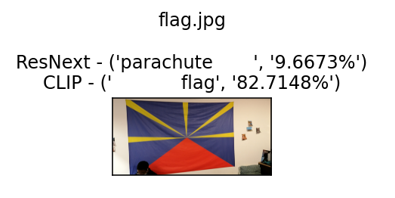 flag.jpg
ResNext - ('parachute       ', '9.6673%')
CLIP - ('            flag', '82.7148%')